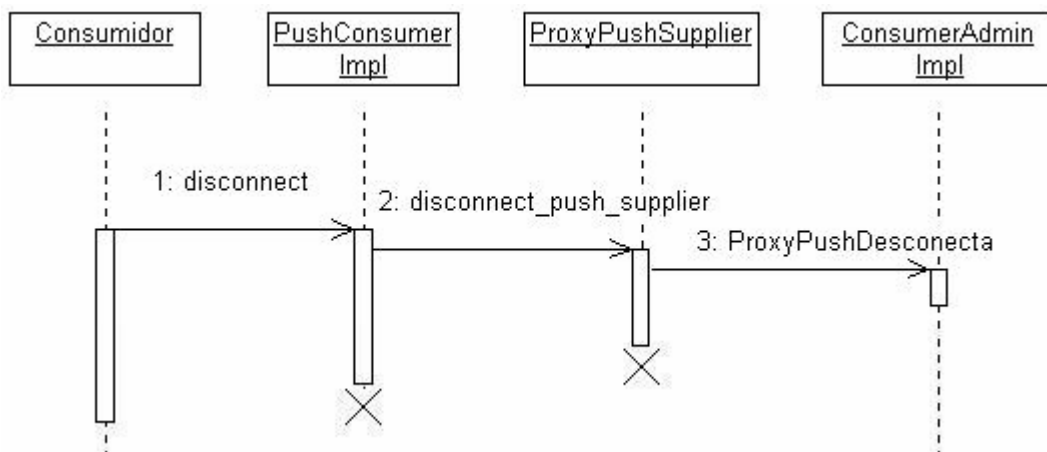 Consumidor
PushConsumer
Impl
ProxyPushSupplier
ConsumerAdmin
Impl
1: disconnect
2: disconnect_push_supplier
3: ProxyPushDesconecta